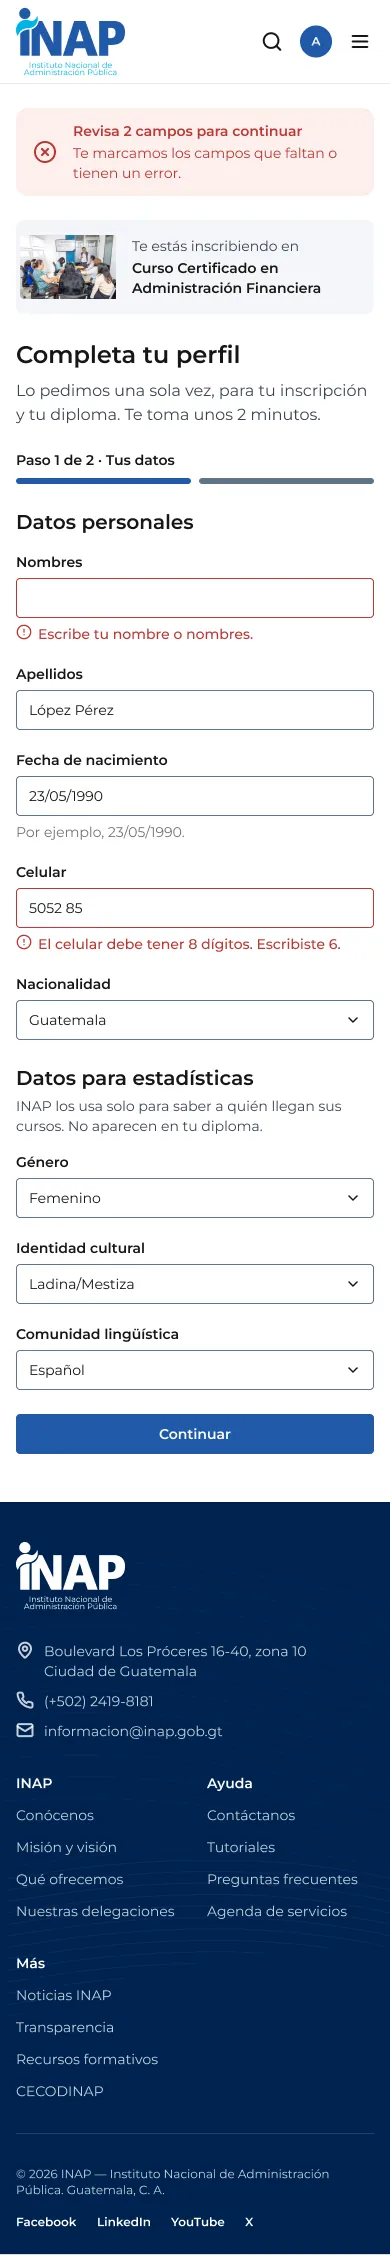 INAP
Instituto Nacional de
Administración Pública
A
Revisa 2 campos para continuar
Te marcamos los campos que faltan o
tienen un error.
Te estás inscribiendo en
Curso Certificado en
Administración Financiera
Completa tu perfil
Lo pedimos una sola vez, para tu inscripción
y tu diploma. Te toma unos 2 minutos.
Paso 1 de 2 · Tus datos
Datos personales
Nombres
Escribe tu nombre o nombres.
Apellidos
López Pérez
Fecha de nacimiento
23/05/1990
Por ejemplo, 23/05/1990.
Celular
5052 85
El celular debe tener 8 dígitos. Escribiste 6.
Nacionalidad
Guatemala
Datos para estadísticas
INAP los usa solo para saber a quién llegan sus
cursos. No aparecen en tu diploma.
Género
Femenino
Identidad cultural
Ladina/Mestiza
Comunidad lingüística
Español
Continuar
INAP
Instituto Nacional de
Administración Pública
Boulevard Los Próceres 16-40, zona 10
Ciudad de Guatemala
(+502) 2419-8181
informacion@inap.gob.gt
INAP
Conócenos
Misión y visión
Qué ofrecemos
Nuestras delegaciones
Ayuda
Contáctanos
Tutoriales
Preguntas frecuentes
Agenda de servicios
Más
Noticias INAP
Transparencia
Recursos formativos
CECODINAP
© 2026 INAP — Instituto Nacional de Administración
Pública. Guatemala, C. A.
Facebook LinkedIn YouTube X